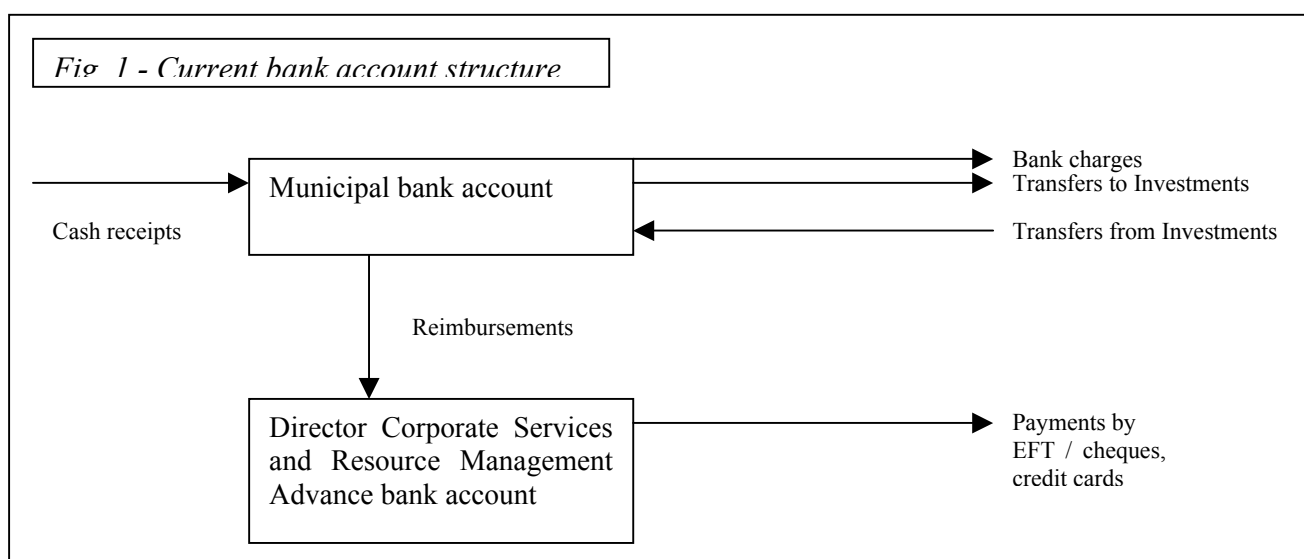 Fig. 1 - Current bank account structure
Bank charges
Municipal bank account
Transfers to Investments
Cash receipts
Transfers from Investments
Reimbursements
Director Corporate Services
and Resource Management
Advance bank account
Payments by
EFT / cheques,
credit cards